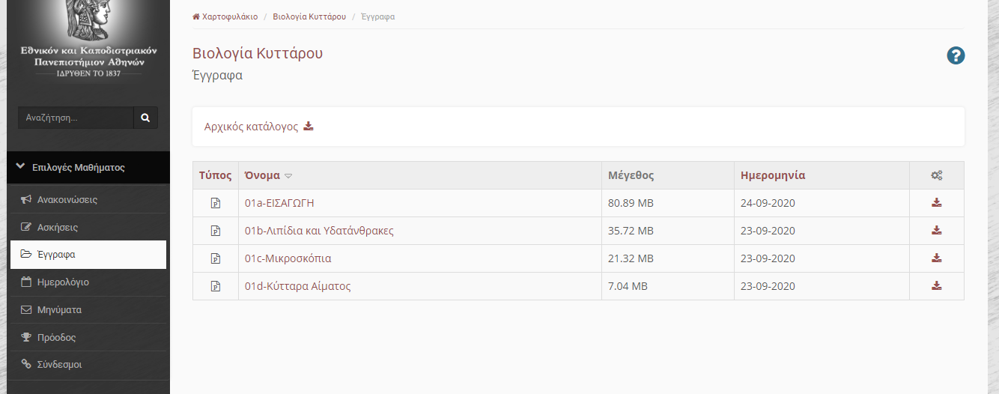 Εθνικόν και Καποδιστριακόν
Πανεπιστήμιον Αθηνών
ΙΔΡΥΘΕΝ ΤΟ 1837
Αναζήτηση...
Επιλογές Μαθήματος
Ανακοινώσεις
Ασκήσεις
Έγγραφα
Ημερολόγιο
Μηνύματα
Πρόοδος
Σύνδεσμοι
Χαρτοφυλάκιο / Βιολογία Κυττάρου / Έγγραφα
Βιολογία Κυττάρου
Έγγραφα
Αρχικός κατάλογος
Τύπος Όνομα Μέγεθος Ημερομηνία
01a-ΕΙΣΑΓΩΓΗ 80.89 MB 24-09-2020
01b-Λιπίδια και Υδατάνθρακες 35.72 MB 23-09-2020
01c-Μικροσκόπια 21.32 MB 23-09-2020
01d-Κύτταρα Αίματος 7.04 MB 23-09-2020